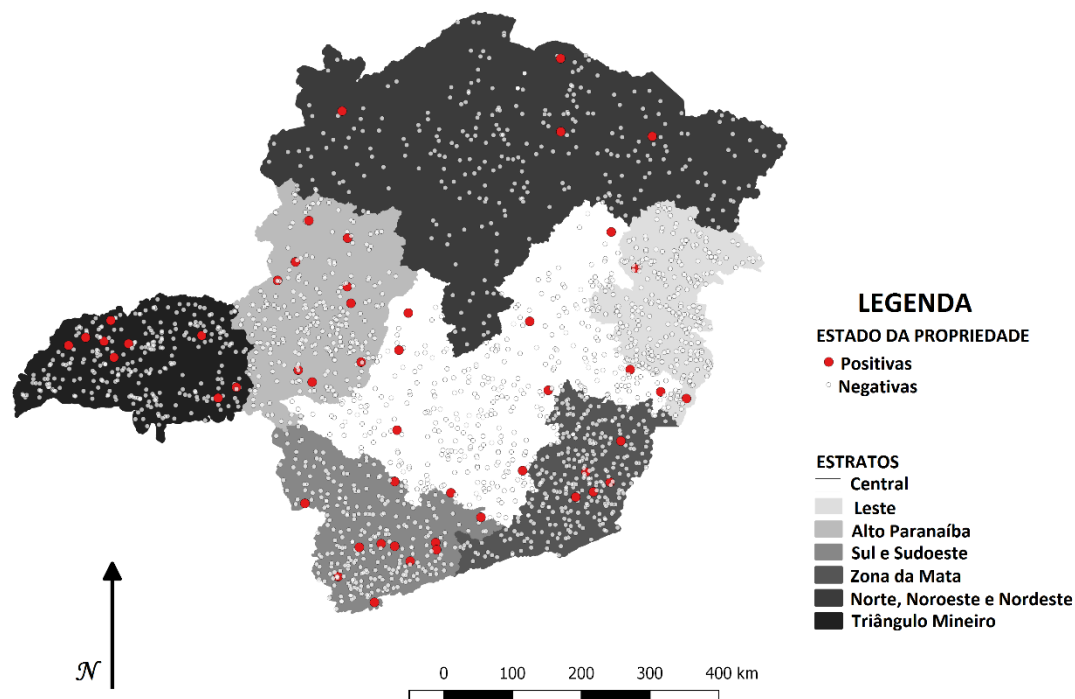 LEGENDA
ESTADO DA PROPRIEDADE
Positivas
Negativas
ESTRATOS
Central
Leste
Alto Paranaíba
Sul e Sudoeste
Zona da Mata
Norte, Noroeste e Nordeste
Triângulo Mineiro
N
0 100 200 300 400 km